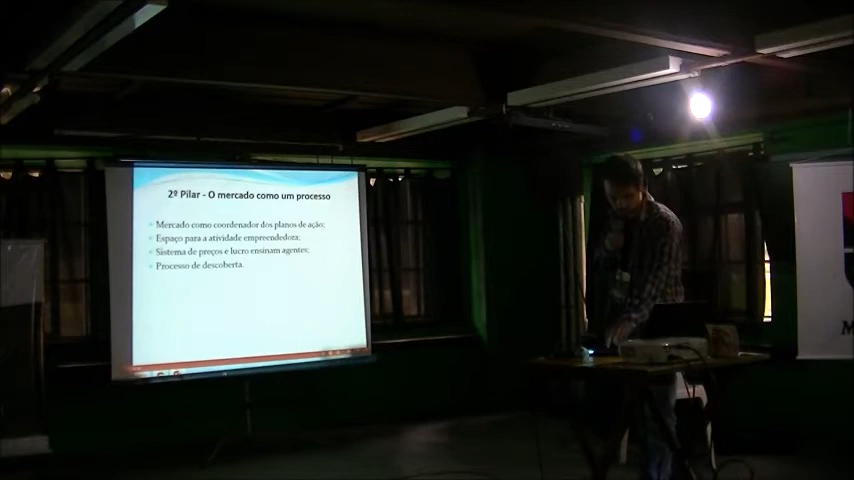 2º Pilar - O mercado como um processo
Mercado como coordenador dos planos de ação;
Espaço para a atividade empreendedora;
Sistema de preços e lucro ensinam agentes;
Processo de descoberta.
M